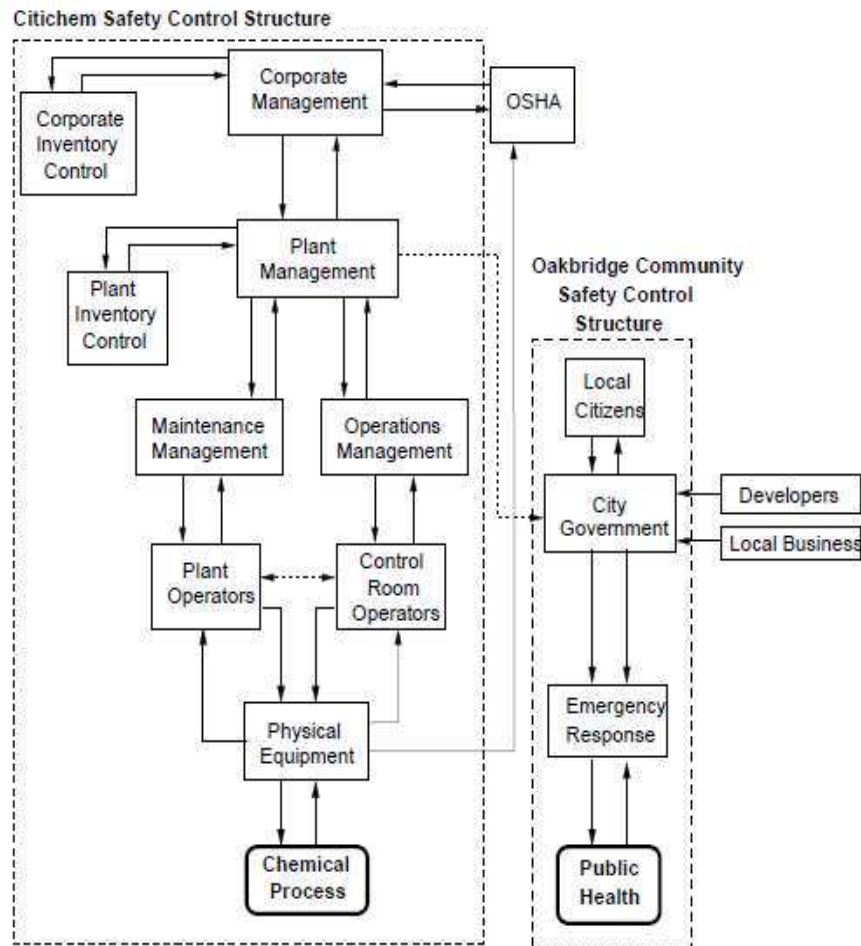 Citichem Safety Control Structure
Corporate
Management
OSHA
Corporate
Inventory
Control
Plant
Management
Oakbridge Community
Safety Control
Structure
Plant
Inventory
Control
Local
Citizens
Maintenance
Management
Operations
Management
City
Government
Developers
Local Business
Plant
Operators
Control
Room
Operators
Emergency
Response
Physical
Equipment
Chemical
Process
Public
Health